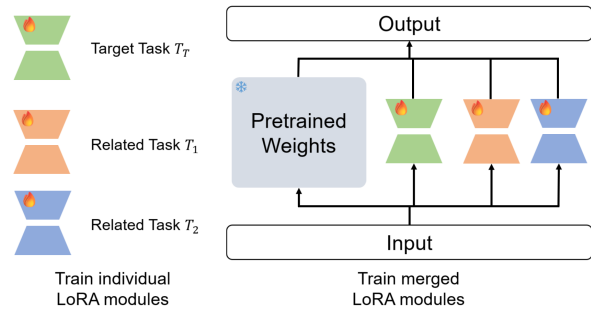 Target Task T_T
Related Task T_1
Related Task T_2
Train individual
LoRA modules
Output
Pretrained
Weights
Input
Train merged
LoRA modules